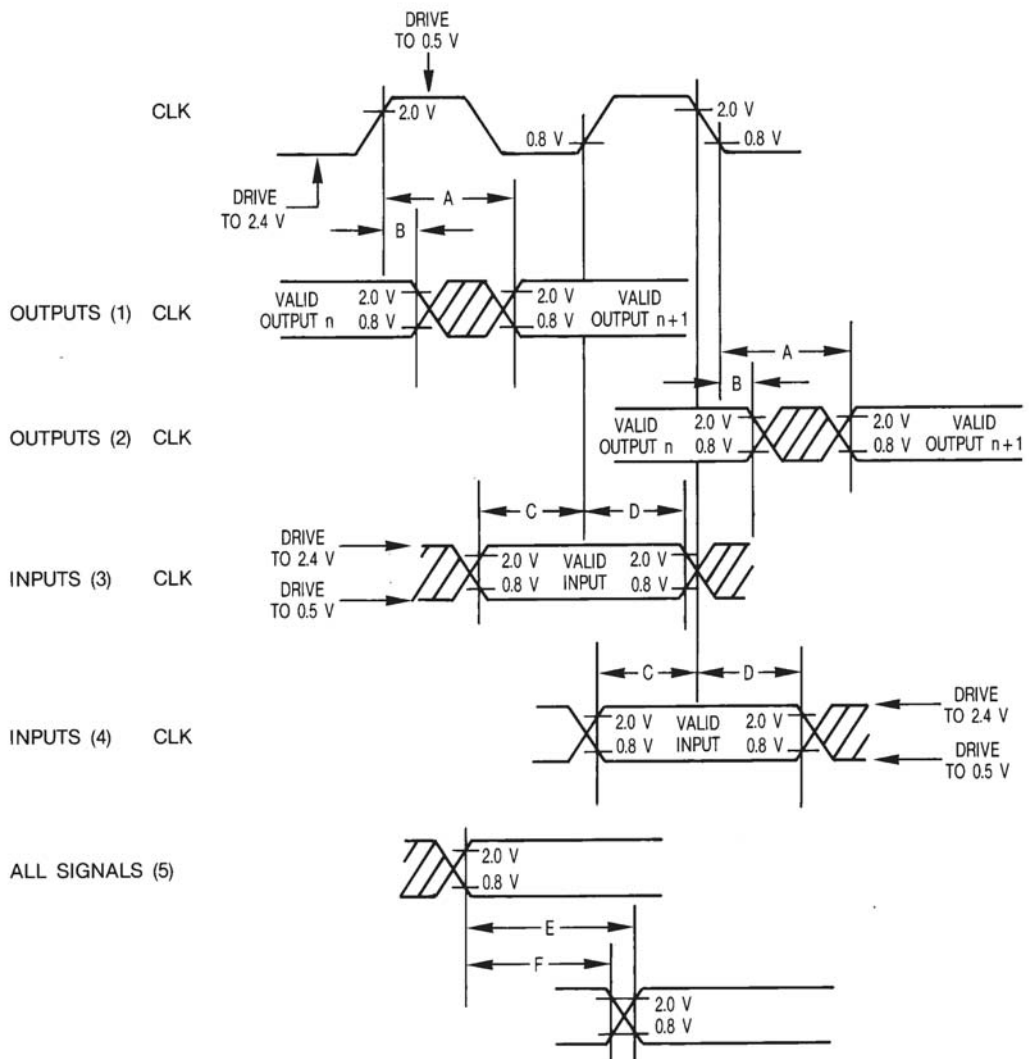 DRIVE
TO 0.5 V
CLK
2.0 V
2.0 V
0.8 V
0.8 V
DRIVE
TO 2.4 V
A
B
OUTPUTS (1) CLK
VALID
OUTPUT n
2.0 V
0.8 V
2.0 V
0.8 V
VALID
OUTPUT n+1
A
B
OUTPUTS (2) CLK
VALID
OUTPUT n
2.0 V
0.8 V
2.0 V
0.8 V
VALID
OUTPUT n+1
C
D
DRIVE
TO 2.4 V
INPUTS (3) CLK
DRIVE
TO 0.5 V
2.0 V
0.8 V
VALID
INPUT
2.0 V
0.8 V
C
D
INPUTS (4) CLK
2.0 V
0.8 V
VALID
INPUT
2.0 V
0.8 V
DRIVE
TO 2.4 V
DRIVE
TO 0.5 V
ALL SIGNALS (5)
2.0 V
0.8 V
E
F
2.0 V
0.8 V